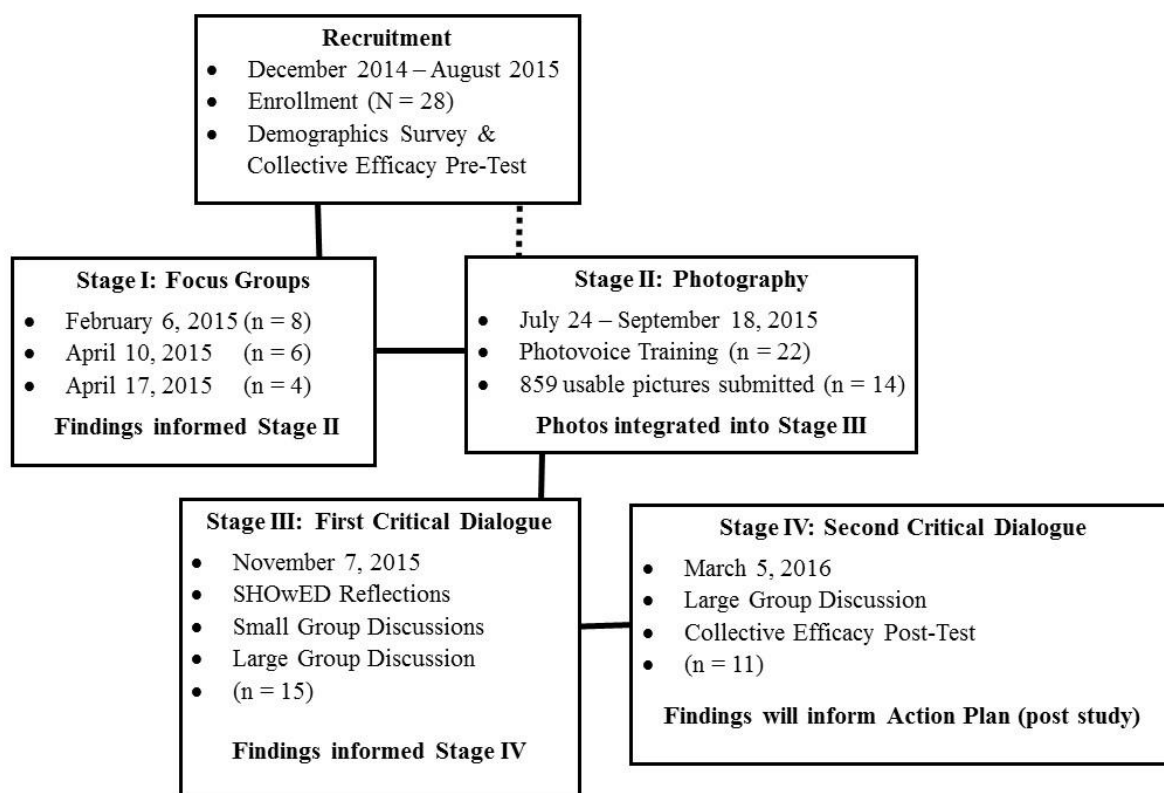 Recruitment
• December 2014 – August 2015
• Enrollment (N = 28)
• Demographics Survey &
Collective Efficacy Pre-Test
Stage I: Focus Groups
• February 6, 2015 (n = 8)
• April 10, 2015 (n = 6)
• April 17, 2015 (n = 4)
Findings informed Stage II
Stage II: Photography
• July 24 – September 18, 2015
• Photovoice Training (n = 22)
• 859 usable pictures submitted (n = 14)
Photos integrated into Stage III
Stage III: First Critical Dialogue
• November 7, 2015
• SHOwED Reflections
• Small Group Discussions
• Large Group Discussion
• (n = 15)
Findings informed Stage IV
Stage IV: Second Critical Dialogue
• March 5, 2016
• Large Group Discussion
• Collective Efficacy Post-Test
• (n = 11)
Findings will inform Action Plan (post study)